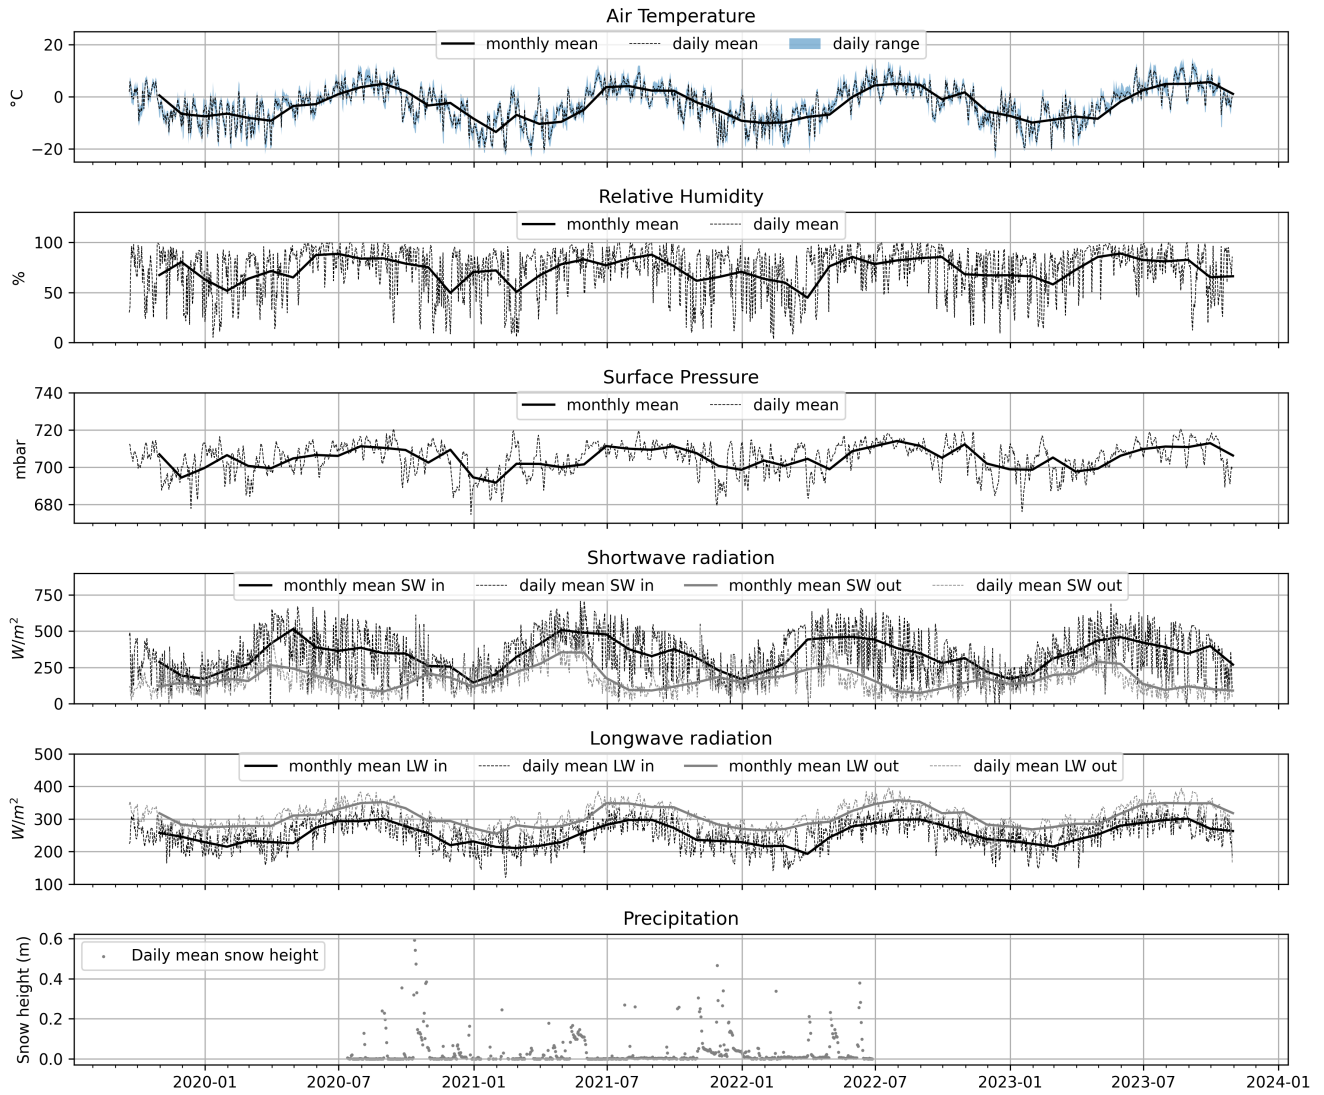 Air Temperature
monthly mean daily mean daily range
20
0
−20
°C
Relative Humidity
monthly mean daily mean
100
50
0
%
Surface Pressure
monthly mean daily mean
740
720
700
680
mbar
Shortwave radiation
monthly mean SW in daily mean SW in monthly mean SW out daily mean SW out
750
500
250
0
W/m²
Longwave radiation
monthly mean LW in daily mean LW in monthly mean LW out daily mean LW out
500
400
300
200
100
W/m²
Precipitation
Daily mean snow height
0.6
0.4
0.2
0.0
Snow height (m)
2020-01 2020-07 2021-01 2021-07 2022-01 2022-07 2023-01 2023-07 2024-01